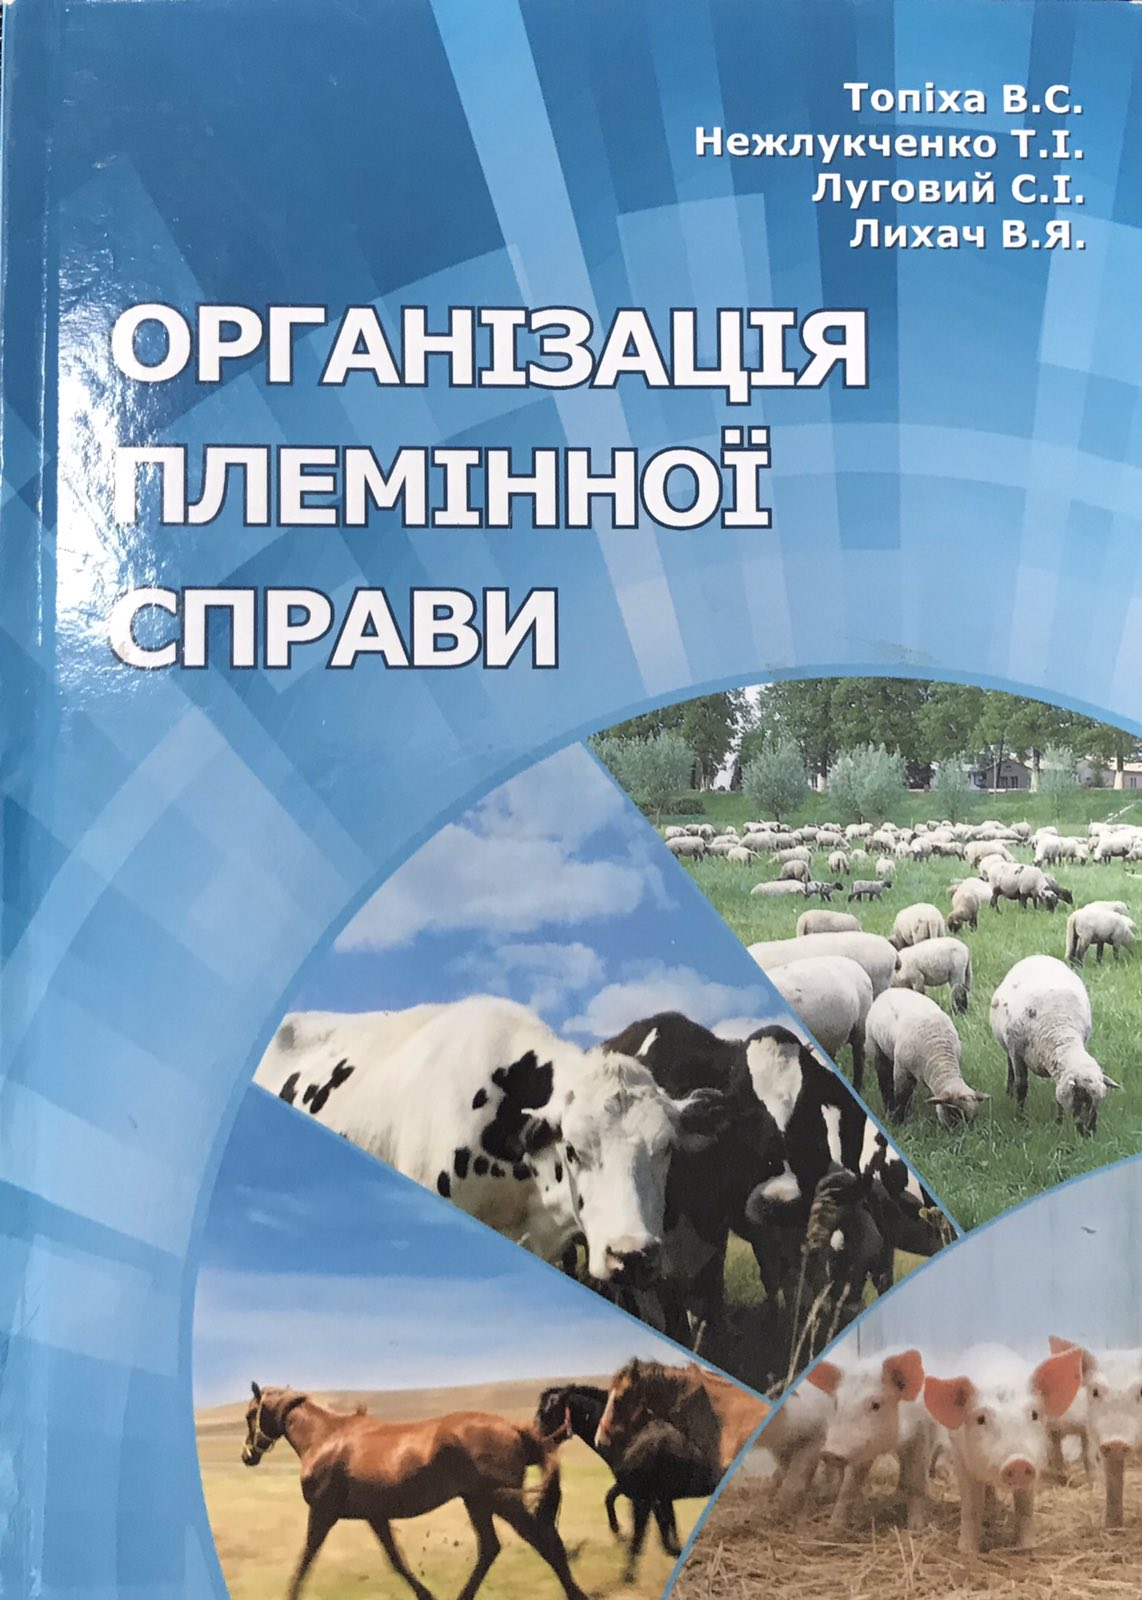 Топіха В.С.
Нежлукченко Т.І.
Луговий С.І.
Лихач В.Я.
ОРГАНІЗАЦІЯ
ПЛЕМІННОЇ
СПРАВИ